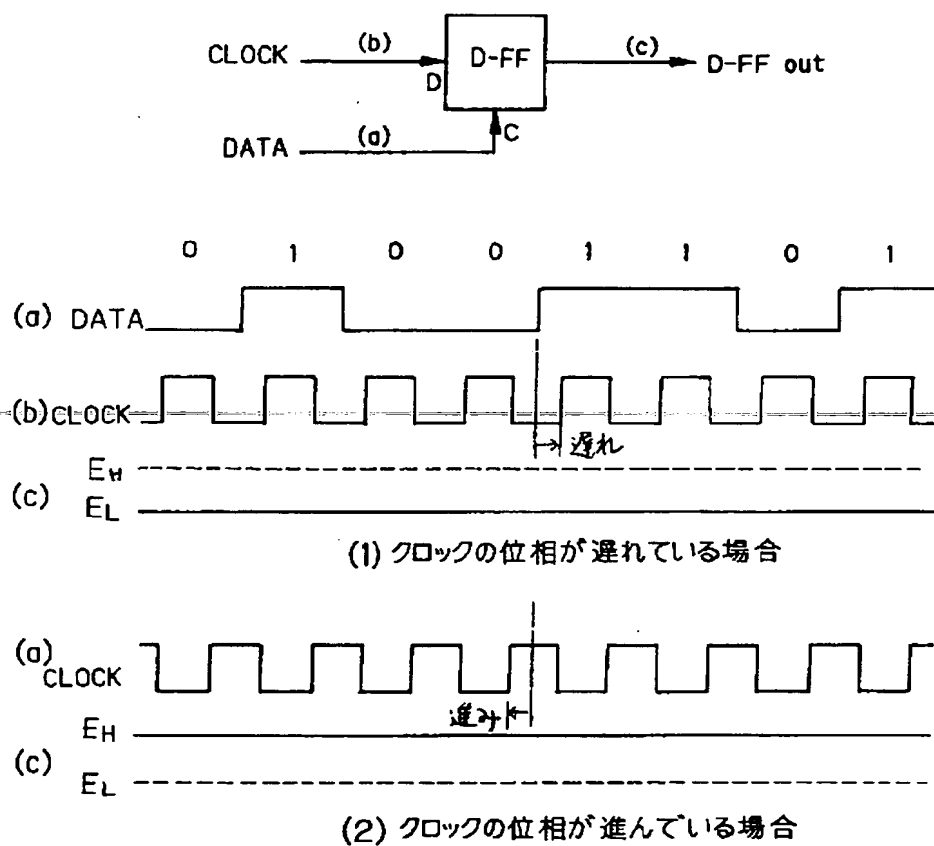 CLOCK (b) D D-FF (c) D-FF out
DATA (a) C
0 1 0 0 1 1 0 1
(a) DATA
(b) CLOCK
遅れ
EH
(c) EL
(1) クロックの位相が遅れている場合
(a) CLOCK
進み
EH
(c) EL
(2) クロックの位相が進んでいる場合